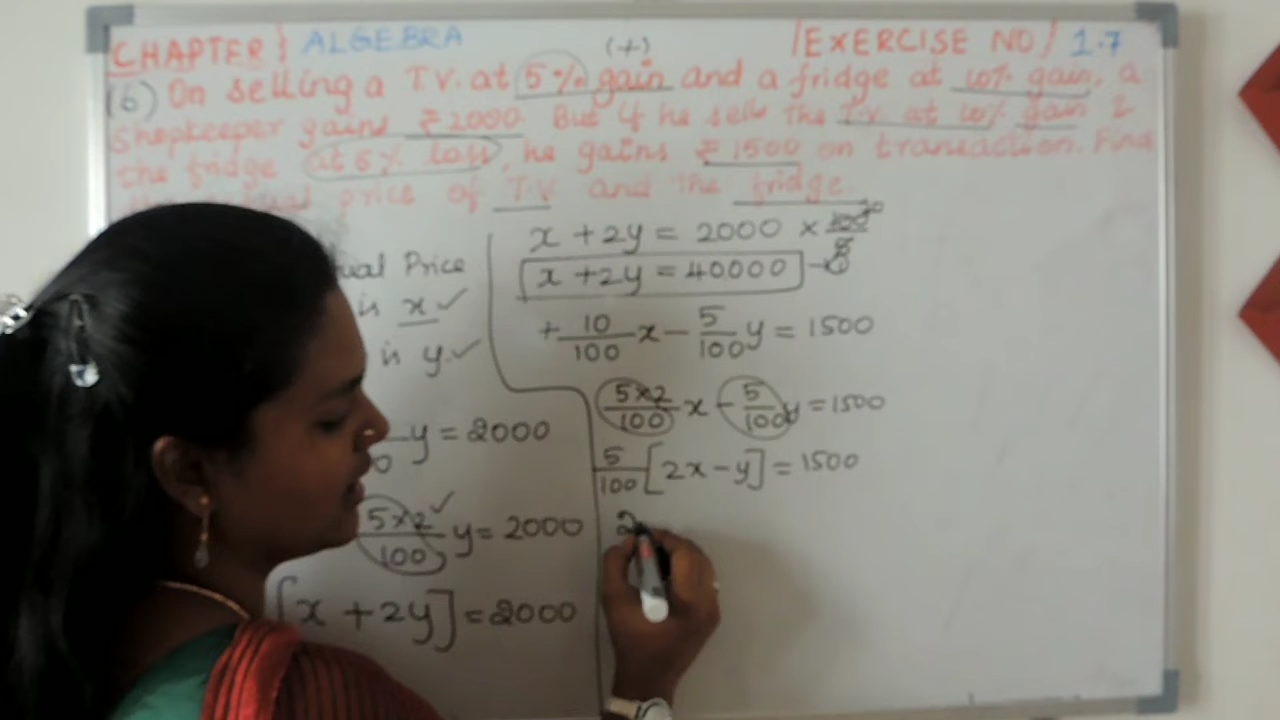 CHAPTER : ALGEBRA (+) /EXERCISE NO/ 1.7
(6) On selling a T.V. at 5% gain and a fridge at 10% gain, a
Shopkeeper gains ₹2000. But if he sells the T.V. at 10% gain &
the fridge at 5% loss, he gains ₹1500 on transaction. Find
price of T.V and the fridge.
Price
is x ✓
is y. ✓
y = 2000
5×2/100 y = 2000
[x + 2y] = 2000
x + 2y = 2000 × 100/5 20
x + 2y = 40000 –①
+ 10/100 x – 5/100 y = 1500
5×2/100 x – 5/100 y = 1500
5/100 [2x – y] = 1500
2